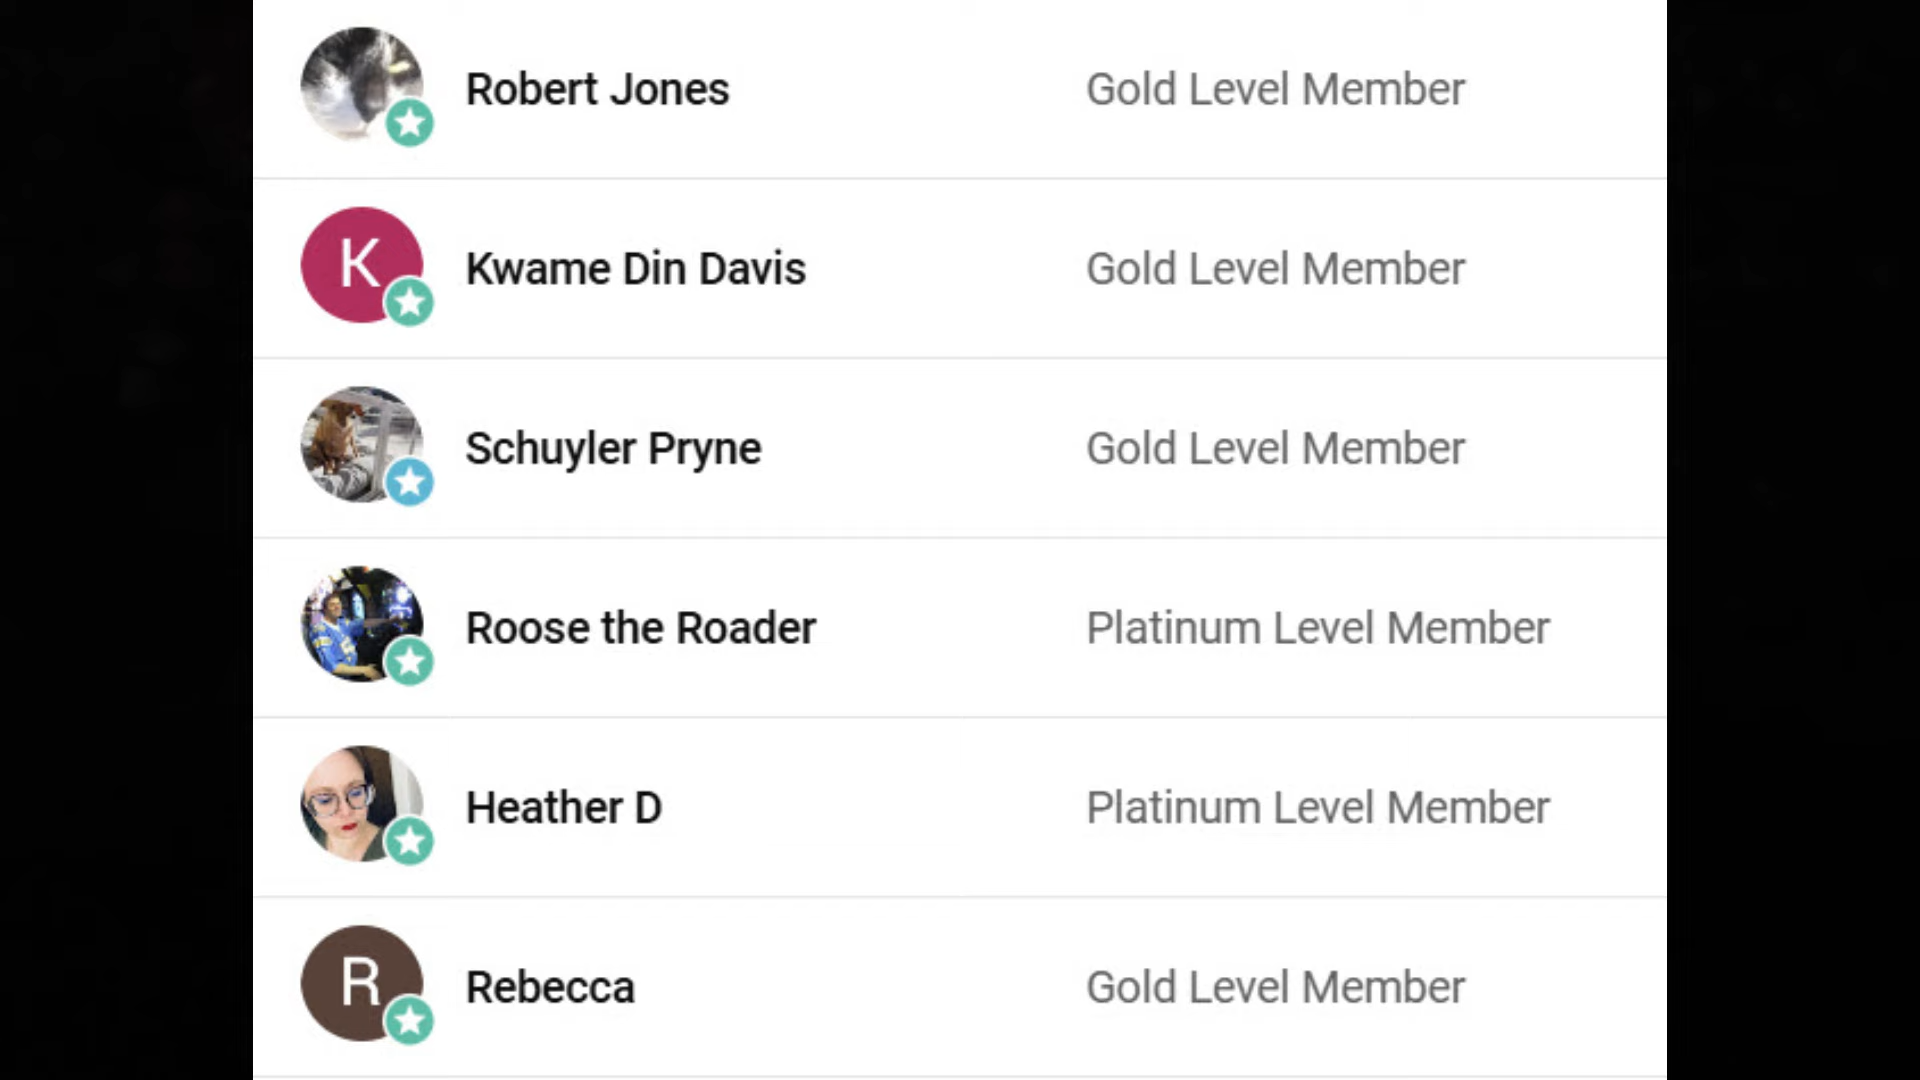 Robert Jones Gold Level Member
K Kwame Din Davis Gold Level Member
Schuyler Pryne Gold Level Member
Roose the Roader Platinum Level Member
Heather D Platinum Level Member
R Rebecca Gold Level Member